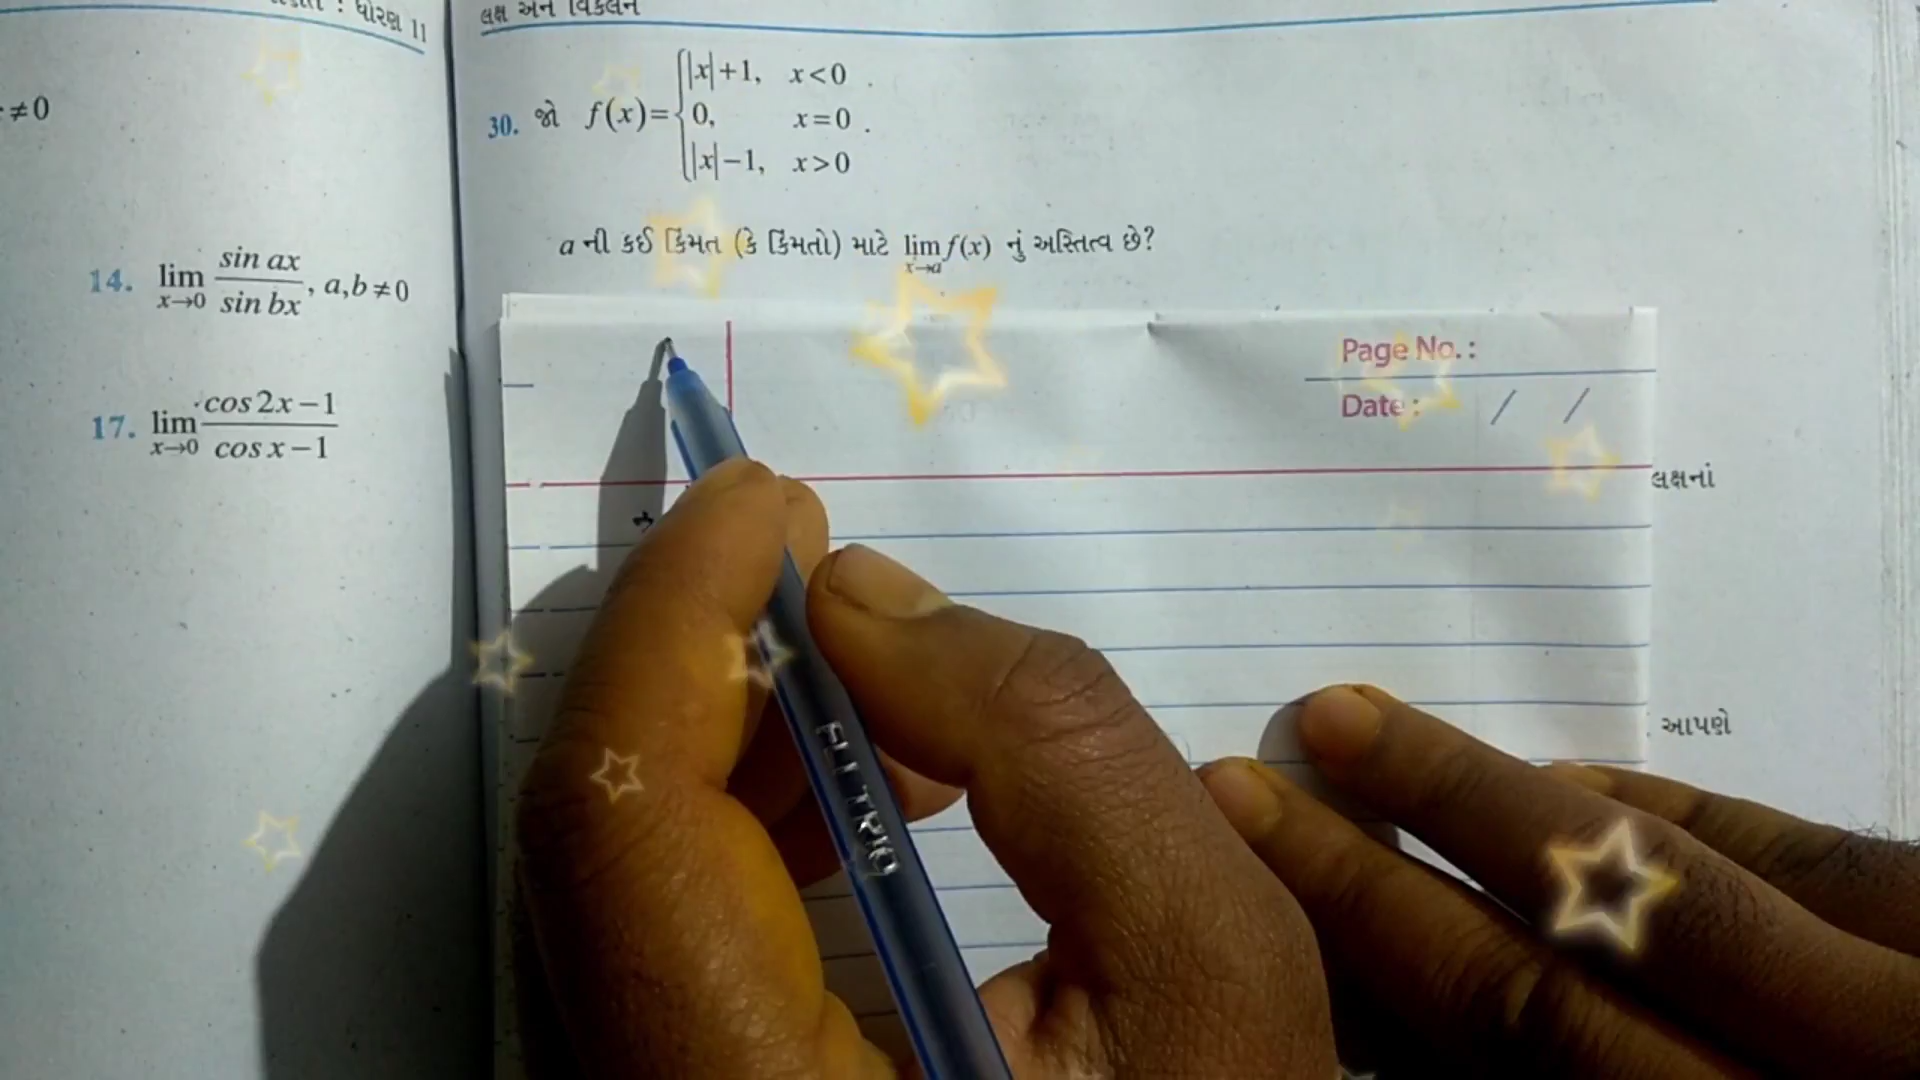 : ધોરણ 11
≠0
14. lim x→0 sin ax / sin bx , a,b≠0
17. lim x→0 cos 2x−1 / cos x−1
લક્ષ અને વિકલન
30. જો f(x)= { |x|+1, x<0
0, x=0
|x|−1, x>0
a ની કઈ કિંમત (કે કિંમતો) માટે lim x→a f(x) નું અસ્તિત્વ છે?
Page No. :
Date : / /
લક્ષનાં
આપણે